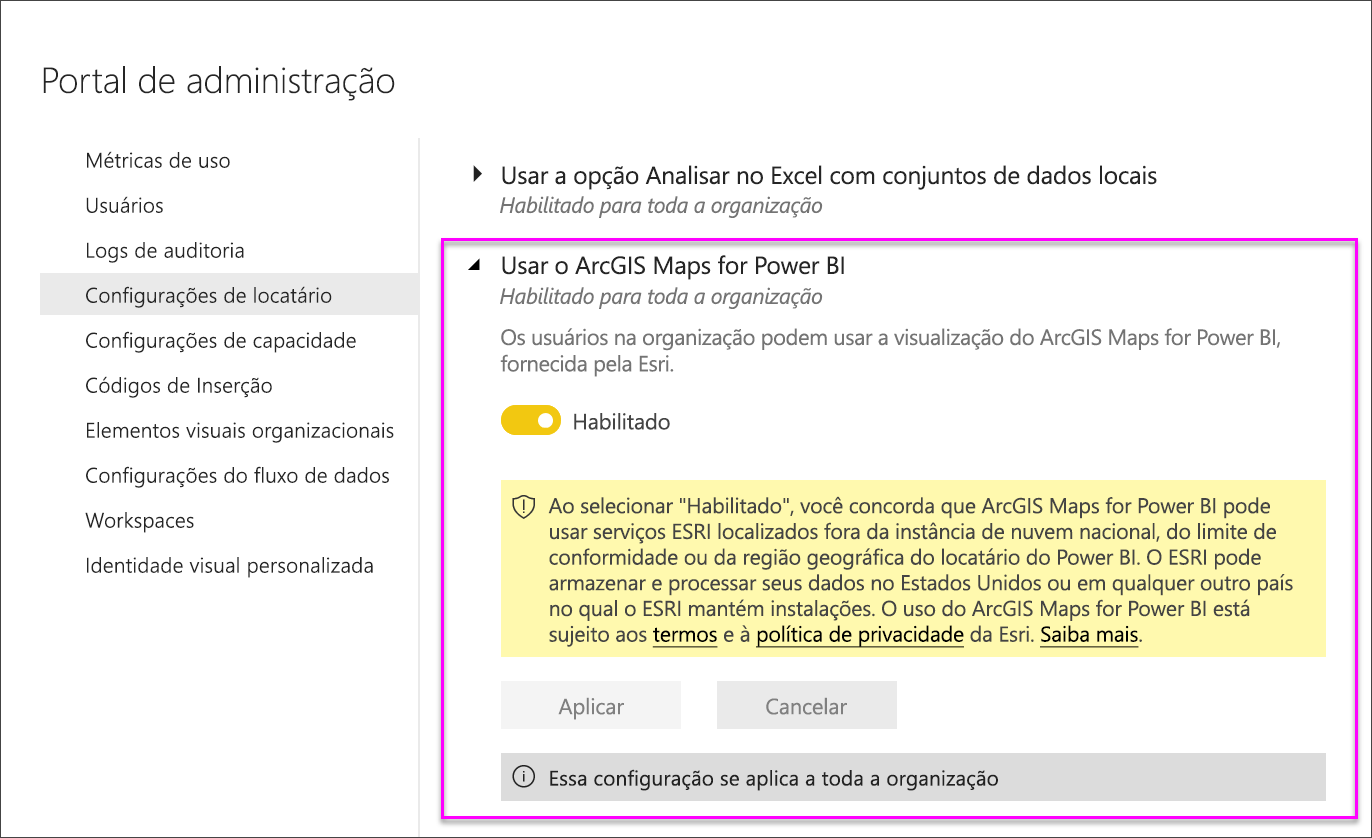 Portal de administração
Métricas de uso
Usuários
Logs de auditoria
Configurações de locatário
Configurações de capacidade
Códigos de Inserção
Elementos visuais organizacionais
Configurações do fluxo de dados
Workspaces
Identidade visual personalizada
Usar a opção Analisar no Excel com conjuntos de dados locais
Habilitado para toda a organização
Usar o ArcGIS Maps for Power BI
Habilitado para toda a organização
Os usuários na organização podem usar a visualização do ArcGIS Maps for Power BI,
fornecida pela Esri.
Habilitado
Ao selecionar "Habilitado", você concorda que ArcGIS Maps for Power BI pode
usar serviços ESRI localizados fora da instância de nuvem nacional, do limite de
conformidade ou da região geográfica do locatário do Power BI. O ESRI pode
armazenar e processar seus dados no Estados Unidos ou em qualquer outro país
no qual o ESRI mantém instalações. O uso do ArcGIS Maps for Power BI está
sujeito aos termos e à política de privacidade da Esri. Saiba mais.
Aplicar
Cancelar
Essa configuração se aplica a toda a organização